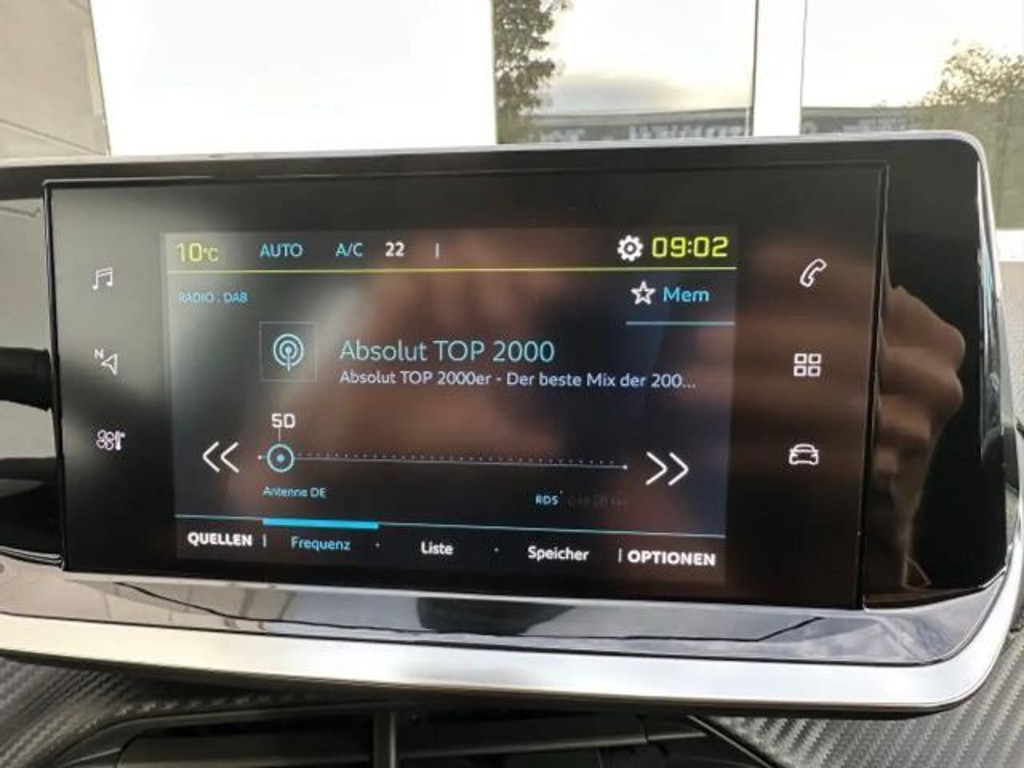 10°C AUTO A/C 22 09:02
RADIO : DAB
Mem
N
Absolut TOP 2000
Absolut TOP 2000er - Der beste Mix der 200...
5D
Antenne DE
RDS
QUELLEN Frequenz Liste Speicher OPTIONEN